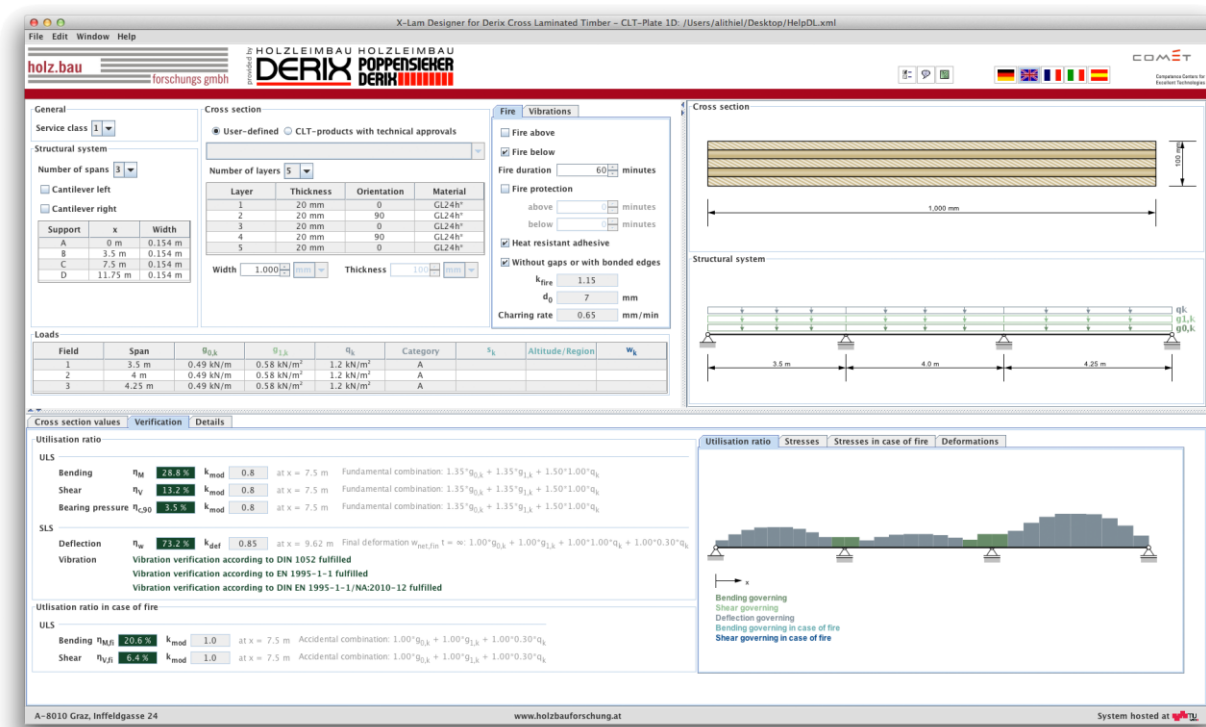 X-Lam Designer for Derix Cross Laminated Timber - CLT-Plate 1D: /Users/alithiel/Desktop/HelpDL.xml
File Edit Window Help
holz.bau
forschungs gmbh
provided by
HOLZLEIMBAU
DERIX
HOLZLEIMBAU
POPPENSIEKER
DERIX
COMET
Competence Centers for
Excellent Technologies
General
Service class 1
Structural system
Number of spans 3
Cantilever left
Cantilever right
Support x Width
A 0 m 0.154 m
B 3.5 m 0.154 m
C 7.5 m 0.154 m
D 11.75 m 0.154 m
Cross section
User-defined CLT-products with technical approvals
Number of layers 5
Layer Thickness Orientation Material
1 20 mm 0 GL24h*
2 20 mm 90 GL24h*
3 20 mm 0 GL24h*
4 20 mm 90 GL24h*
5 20 mm 0 GL24h*
Width 1.000 mm Thickness 100 mm
Fire Vibrations
Fire above
Fire below
Fire duration 60 minutes
Fire protection
above 0 minutes
below 0 minutes
Heat resistant adhesive
Without gaps or with bonded edges
kfire 1.15
d0 7 mm
Charring rate 0.65 mm/min
Cross section
100 mm
1,000 mm
Structural system
qk
g1,k
g0,k
3.5 m 4.0 m 4.25 m
Loads
Field Span g0,k g1,k qk Category sk Altitude/Region wk
1 3.5 m 0.49 kN/m 0.58 kN/m² 1.2 kN/m² A
2 4 m 0.49 kN/m 0.58 kN/m² 1.2 kN/m² A
3 4.25 m 0.49 kN/m 0.58 kN/m² 1.2 kN/m² A
Cross section values Verification Details
Utilisation ratio
ULS
Bending ηM 28.8 % kmod 0.8 at x = 7.5 m Fundamental combination: 1.35*g0,k + 1.35*g1,k + 1.50*1.00*qk
Shear ηV 13.2 % kmod 0.8 at x = 7.5 m Fundamental combination: 1.35*g0,k + 1.35*g1,k + 1.50*1.00*qk
Bearing pressure ηc,90 3.5 % kmod 0.8 at x = 7.5 m Fundamental combination: 1.35*g0,k + 1.35*g1,k + 1.50*1.00*qk
SLS
Deflection ηw 73.2 % kdef 0.85 at x = 9.62 m Final deformation wnet,fin t = ∞: 1.00*g0,k + 1.00*g1,k + 1.00*1.00*qk + 1.00*0.30*qk
Vibration Vibration verification according to DIN 1052 fulfilled
Vibration verification according to EN 1995-1-1 fulfilled
Vibration verification according to DIN EN 1995-1-1/NA:2010-12 fulfilled
Utlisation ratio in case of fire
ULS
Bending ηM,fi 20.6 % kmod 1.0 at x = 7.5 m Accidental combination: 1.00*g0,k + 1.00*g1,k + 1.00*0.30*qk
Shear ηV,fi 6.4 % kmod 1.0 at x = 7.5 m Accidental combination: 1.00*g0,k + 1.00*g1,k + 1.00*0.30*qk
Utilisation ratio Stresses Stresses in case of fire Deformations
x
Bending governing
Shear governing
Deflection governing
Bending governing in case of fire
Shear governing in case of fire
A-8010 Graz, Inffeldgasse 24
www.holzbauforschung.at
System hosted at TU